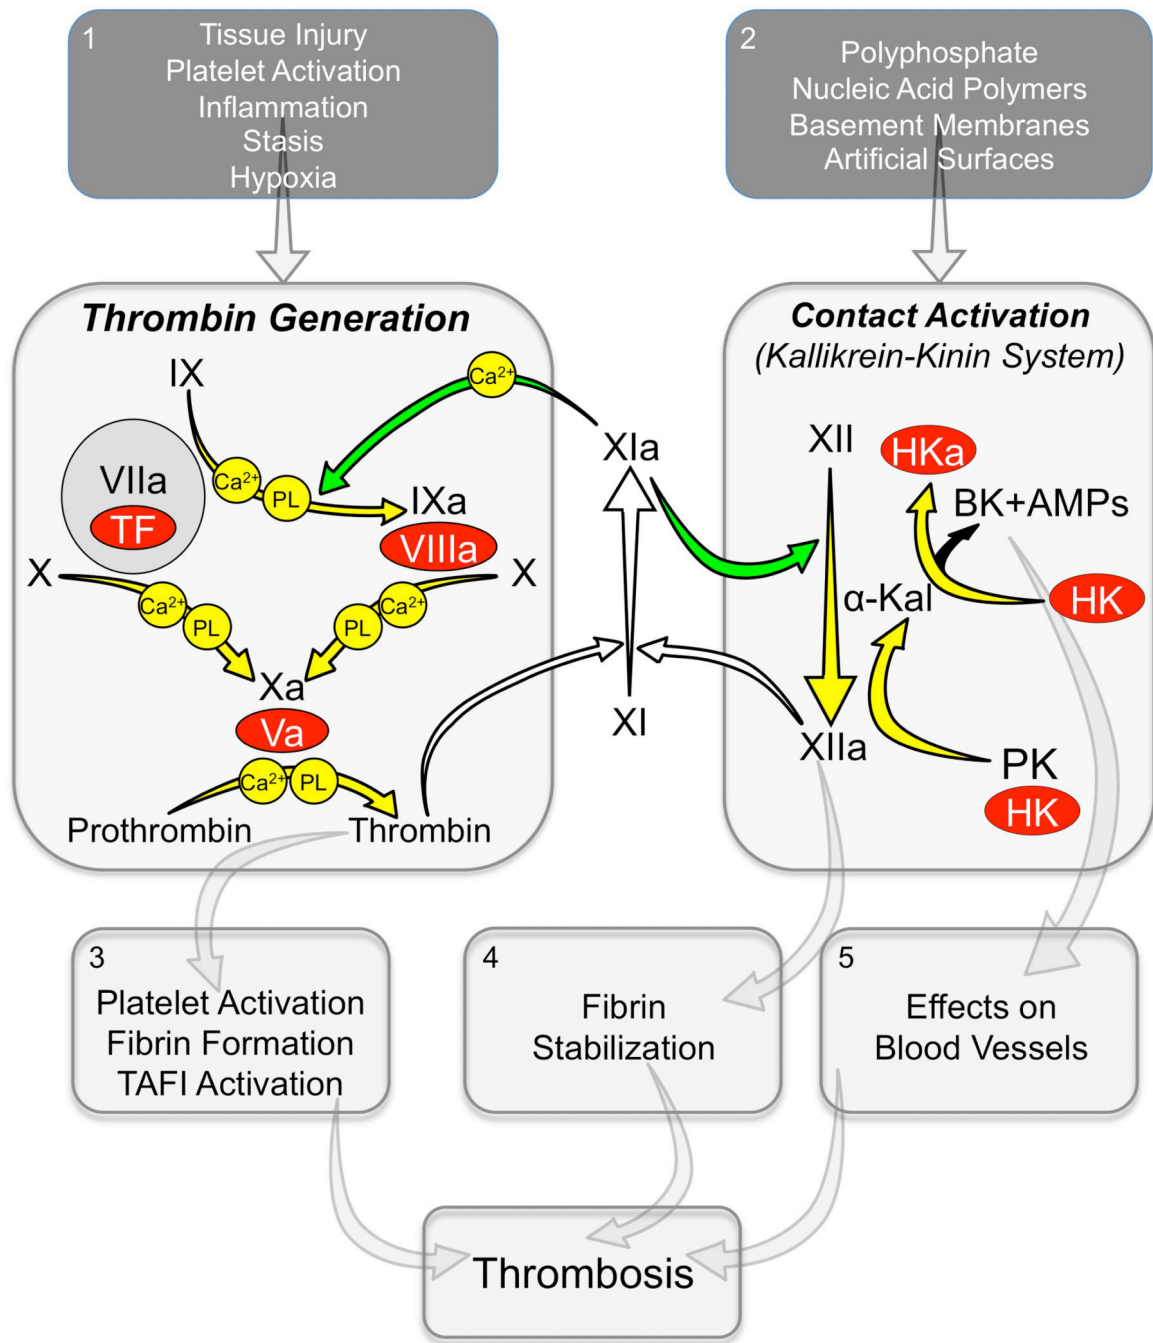 1
Tissue Injury
Platelet Activation
Inflammation
Stasis
Hypoxia
2
Polyphosphate
Nucleic Acid Polymers
Basement Membranes
Artificial Surfaces
Thrombin Generation
IX
Ca²⁺
VIIa
TF
Ca²⁺
PL
IXa
VIIIa
X
Ca²⁺
PL
X
Ca²⁺
PL
Xa
Va
Ca²⁺
PL
Prothrombin
Thrombin
XIa
XI
Contact Activation
(Kallikrein-Kinin System)
XII
HKa
BK+AMPs
α-Kal
HK
XIIa
PK
HK
3
Platelet Activation
Fibrin Formation
TAFI Activation
4
Fibrin
Stabilization
5
Effects on
Blood Vessels
Thrombosis